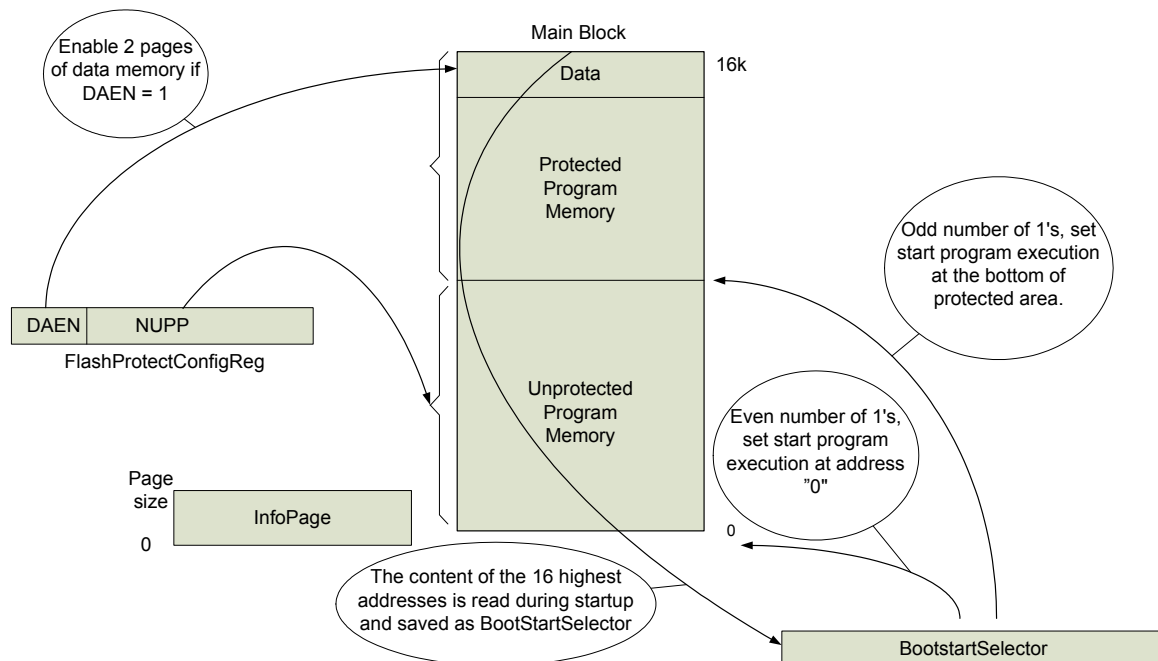 Main Block
Enable 2 pages
of data memory if
DAEN = 1
Data
16k
Protected
Program
Memory
Odd number of 1's, set
start program execution
at the bottom of
protected area.
DAEN
NUPP
FlashProtectConfigReg
Unprotected
Program
Memory
Even number of 1's,
set start program
execution at address
"0"
Page
size
InfoPage
0
0
The content of the 16 highest
addresses is read during startup
and saved as BootStartSelector
BootstartSelector